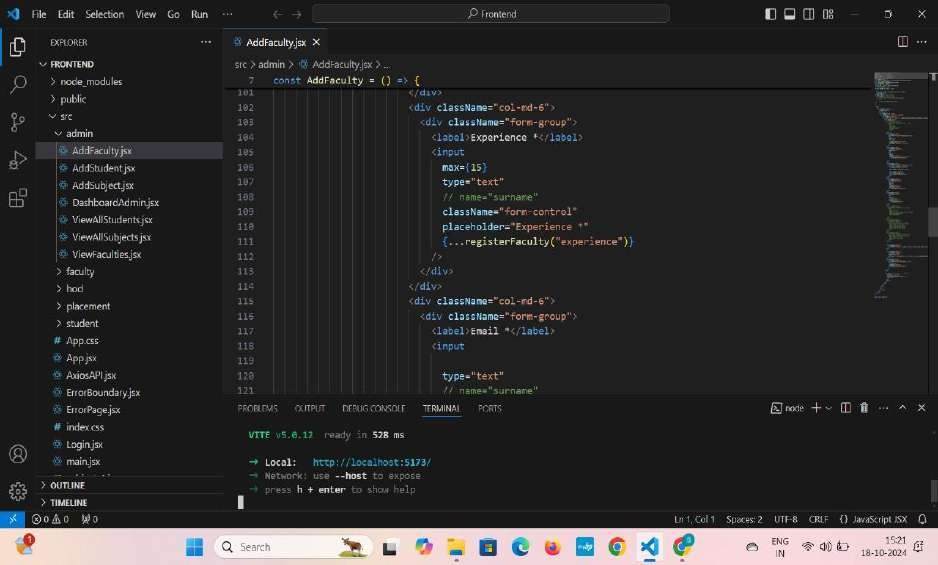 File Edit Selection View Go Run ··· Frontend
EXPLORER ···
FRONTEND
node_modules
public
src
admin
AddFaculty.jsx
AddStudent.jsx
AddSubject.jsx
DashboardAdmin.jsx
ViewAllStudents.jsx
ViewAllSubjects.jsx
ViewFaculties.jsx
faculty
hod
placement
student
App.css
App.jsx
AxiosAPI.jsx
ErrorBoundary.jsx
ErrorPage.jsx
index.css
Login.jsx
main.jsx
OUTLINE
TIMELINE
AddFaculty.jsx
src > admin > AddFaculty.jsx > ...
7 const AddFaculty = () => {
101 </div>
102 <div className="col-md-6">
103 <div className="form-group">
104 <label>Experience *</label>
105 <input
106 max={15}
107 type="text"
108 // name="surname"
109 className="form-control"
110 placeholder="Experience *"
111 {...registerFaculty("experience")}
112 />
113 </div>
114 </div>
115 <div className="col-md-6">
116 <div className="form-group">
117 <label>Email *</label>
118 <input
119
120 type="text"
121 // name="surname"
PROBLEMS OUTPUT DEBUG CONSOLE TERMINAL PORTS node
VITE v5.0.12 ready in 528 ms
→ Local: http://localhost:5173/
→ Network: use --host to expose
→ press h + enter to show help
0 0 0 Ln 1, Col 1 Spaces: 2 UTF-8 CRLF {} JavaScript JSX
1 Search ENG IN 15:21 18-10-2024